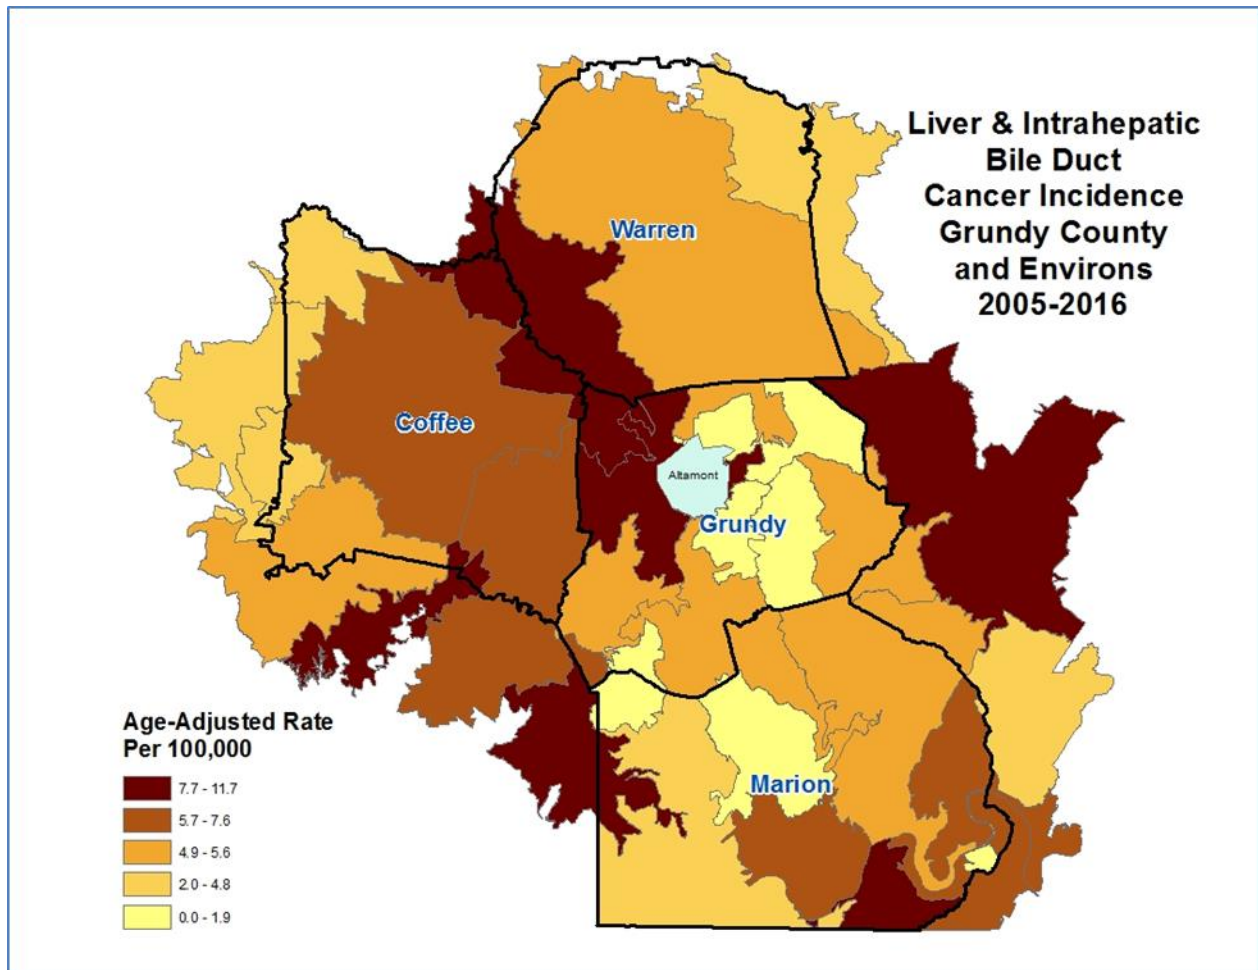 Liver & Intrahepatic
Bile Duct
Cancer Incidence
Grundy County
and Environs
2005-2016
Warren
Coffee
Altamont
Grundy
Marion
Age-Adjusted Rate
Per 100,000
7.7 - 11.7
5.7 - 7.6
4.9 - 5.6
2.0 - 4.8
0.0 - 1.9